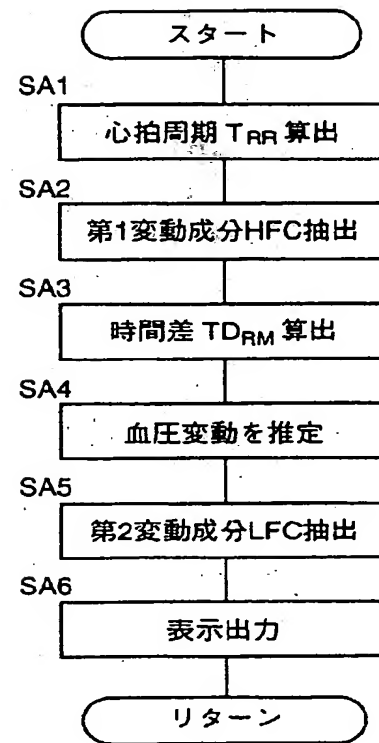 スタート
SA1
心拍周期 TRR 算出
SA2
第1変動成分HFC抽出
SA3
時間差 TDRM 算出
SA4
血圧変動を推定
SA5
第2変動成分LFC抽出
SA6
表示出力
リターン